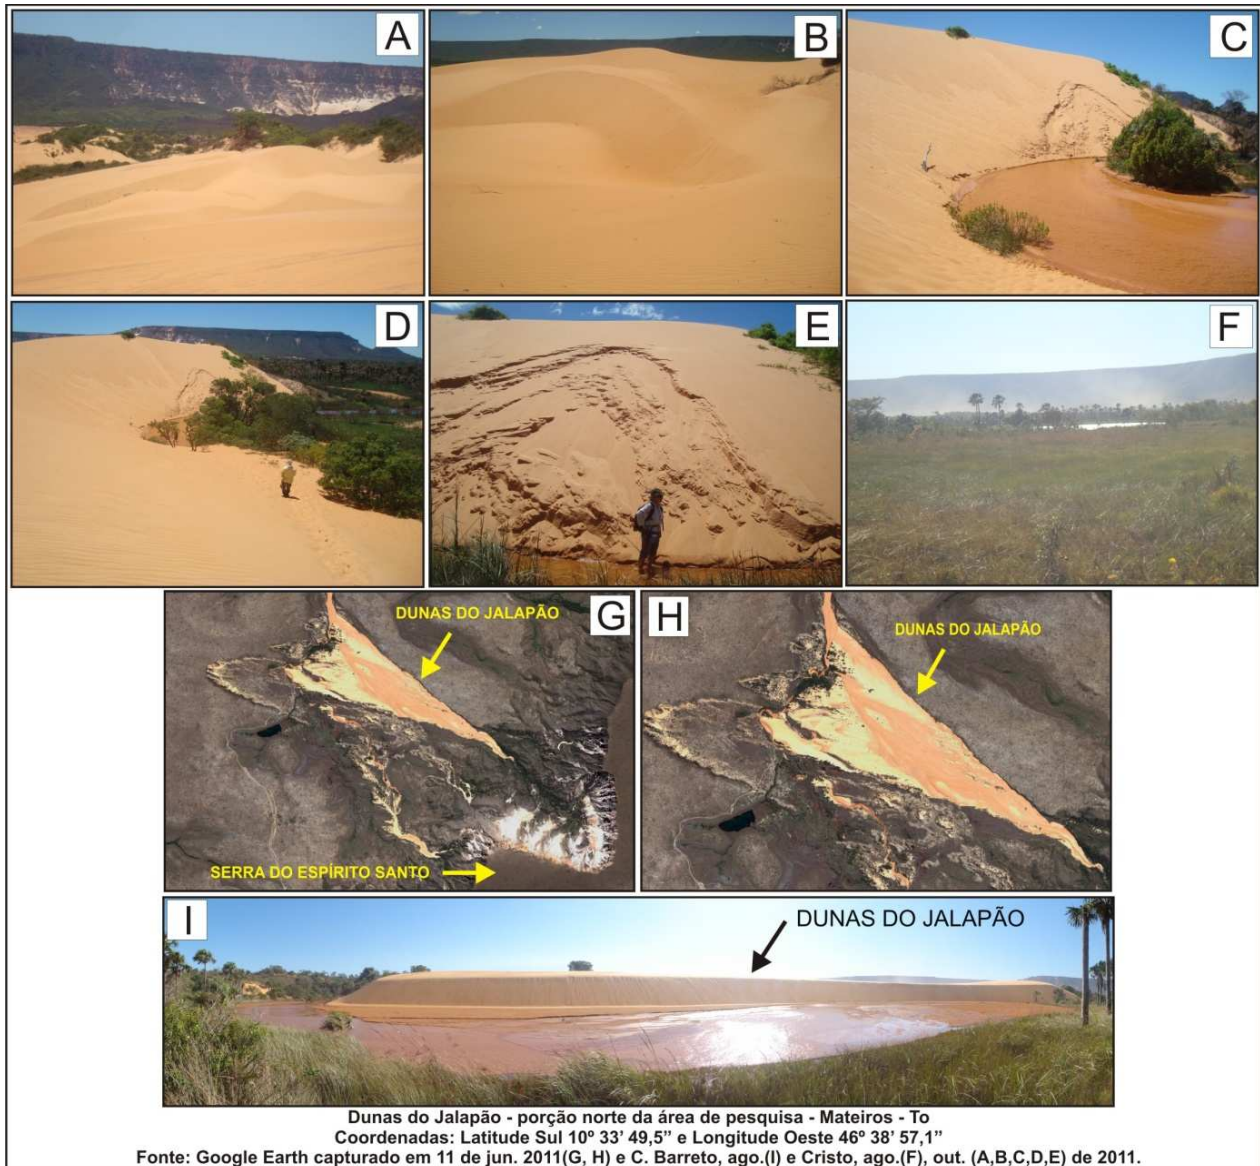 A
B
C
D
E
F
DUNAS DO JALAPÃO
G
SERRA DO ESPÍRITO SANTO
H
DUNAS DO JALAPÃO
I
DUNAS DO JALAPÃO
Dunas do Jalapão - porção norte da área de pesquisa - Mateiros - To
Coordenadas: Latitude Sul 10º 33’ 49,5” e Longitude Oeste 46º 38’ 57,1”
Fonte: Google Earth capturado em 11 de jun. 2011(G, H) e C. Barreto, ago.(I) e Cristo, ago.(F), out. (A,B,C,D,E) de 2011.